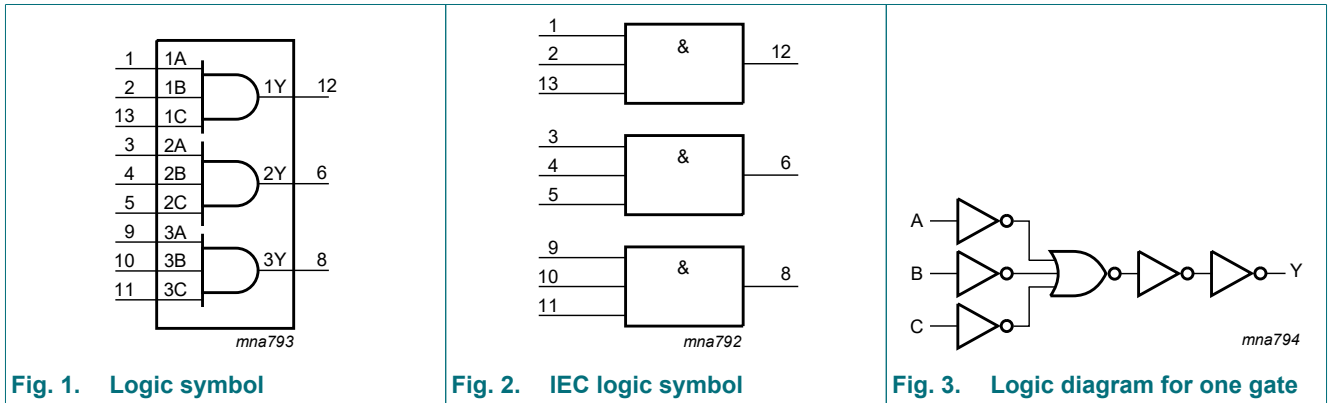 1 1A
2 1B 1Y 12
13 1C
3 2A
4 2B 2Y 6
5 2C
9 3A
10 3B 3Y 8
11 3C
mna793
Fig. 1. Logic symbol
1
2 & 12
13
3
4 & 6
5
9
10 & 8
11
mna792
Fig. 2. IEC logic symbol
A
B Y
C
mna794
Fig. 3. Logic diagram for one gate